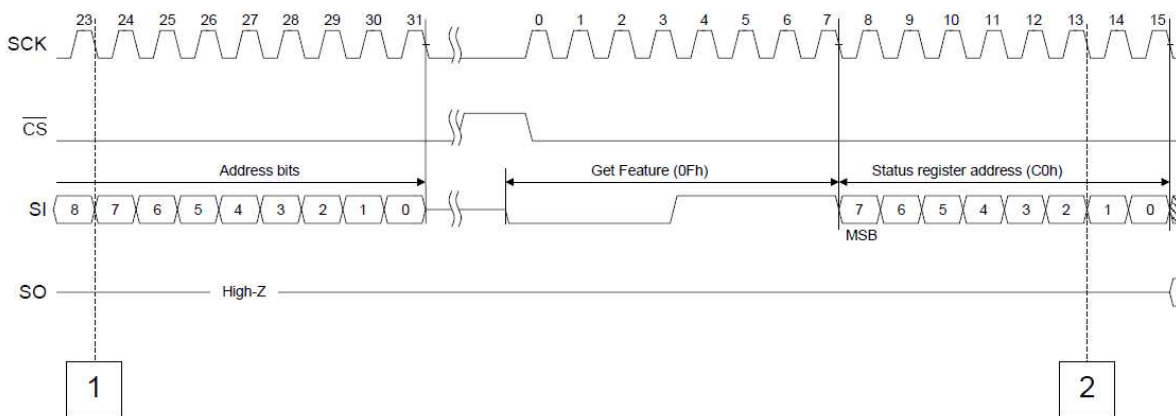 23 24 25 26 27 28 29 30 31 0 1 2 3 4 5 6 7 8 9 10 11 12 13 14 15
SCK
CS
Address bits Get Feature (0Fh) Status register address (C0h)
SI 8 7 6 5 4 3 2 1 0 7 6 5 4 3 2 1 0
MSB
SO High-Z
1 2